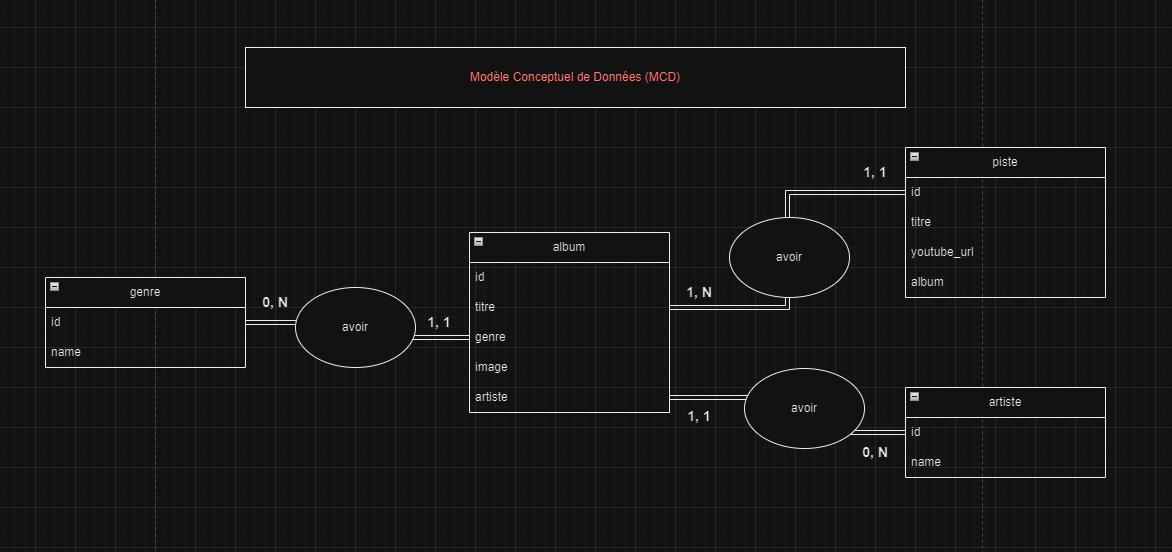 Modèle Conceptuel de Données (MCD)
piste
id
titre
youtube_url
album
1, 1
avoir
album
id
titre
genre
image
artiste
1, N
genre
id
name
0, N
avoir
1, 1
1, 1
avoir
0, N
artiste
id
name